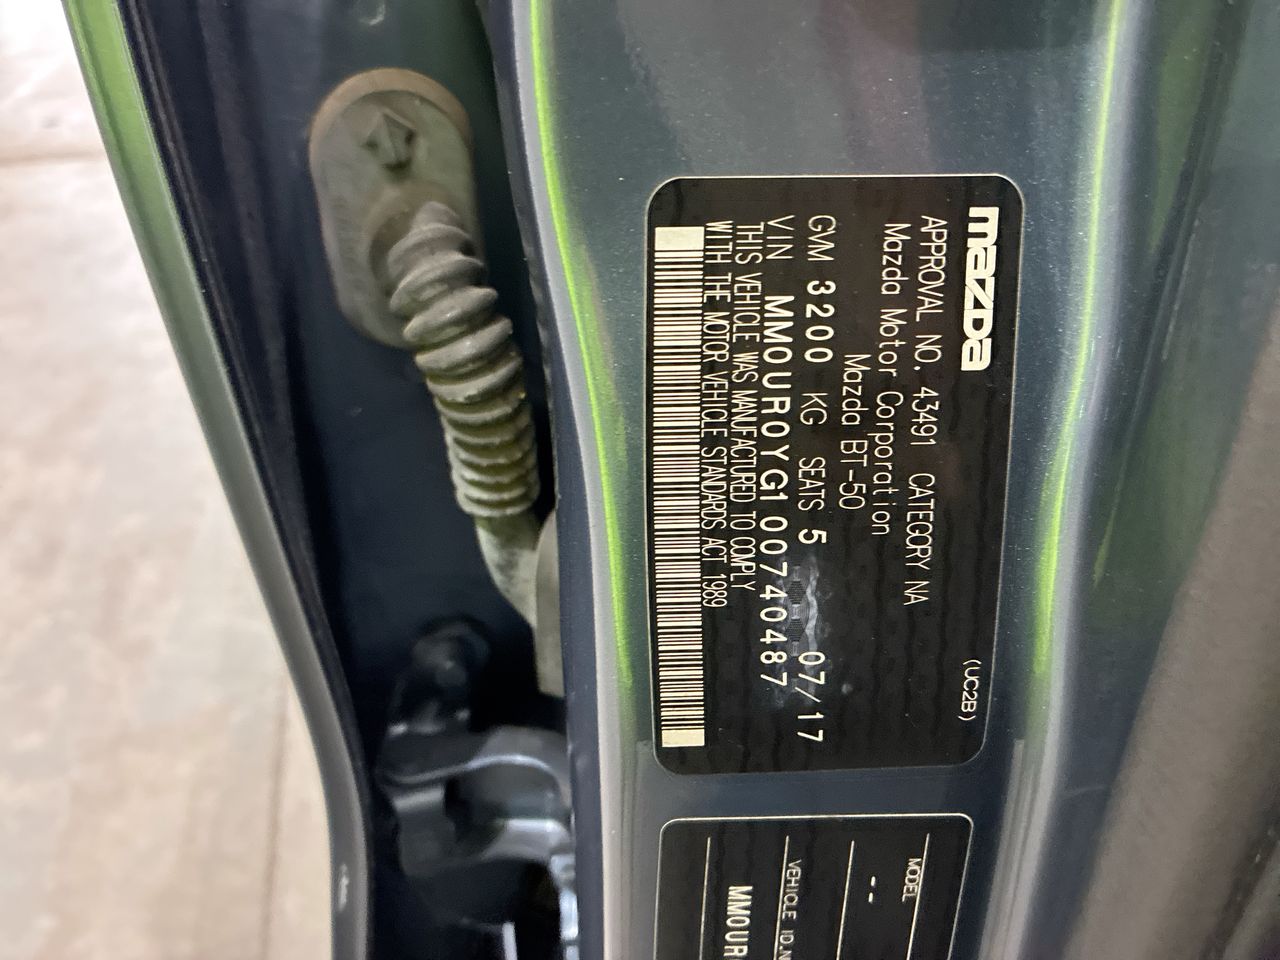 mazda
(UC2B)
APPROVAL NO. 43491 CATEGORY NA
Mazda Motor Corporation
Mazda BT-50
GVM 3200 KG SEATS 5 07/17
VIN MM0UR0YG100740487
THIS VEHICLE WAS MANUFACTURED TO COMPLY
WITH THE MOTOR VEHICLE STANDARDS ACT 1989
MODEL
--
VEHICLE ID.N
MM0UR